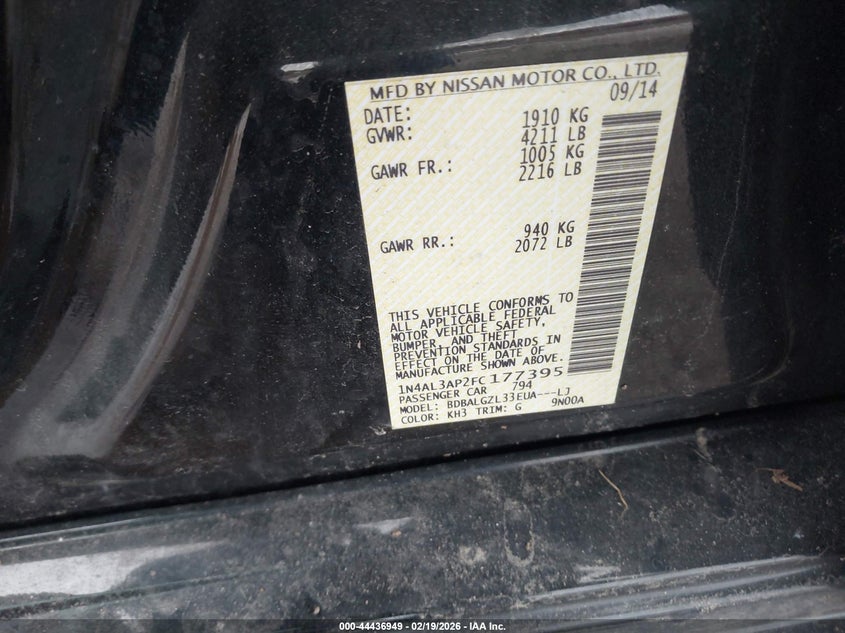 MFD BY NISSAN MOTOR CO., LTD.
DATE: 09/14
GVWR: 1910 KG
4211 LB
GAWR FR.: 1005 KG
2216 LB
GAWR RR.: 940 KG
2072 LB
THIS VEHICLE CONFORMS TO
ALL APPLICABLE FEDERAL
MOTOR VEHICLE SAFETY,
BUMPER, AND THEFT
PREVENTION STANDARDS IN
EFFECT ON THE DATE OF
MANUFACTURE SHOWN ABOVE.
1N4AL3AP2FC177395
PASSENGER CAR 794
MODEL: BDBALGZL33EUA---LJ
COLOR: KH3 TRIM: G 9N00A
000-44436949 | 02/19/2026 - IAA Inc.